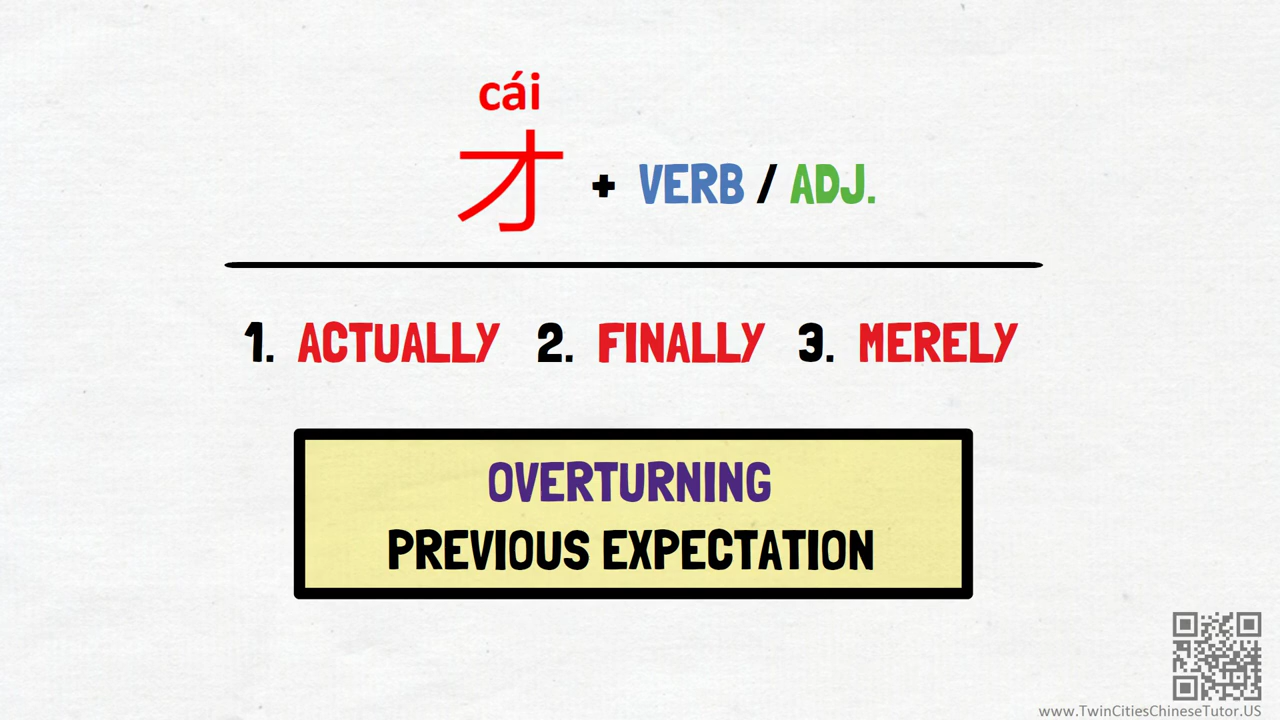 cái
才 + VERB / ADJ.
1. ACTUALLY 2. FINALLY 3. MERELY
OVERTURNING
PREVIOUS EXPECTATION
www.TwinCitiesChineseTutor.US